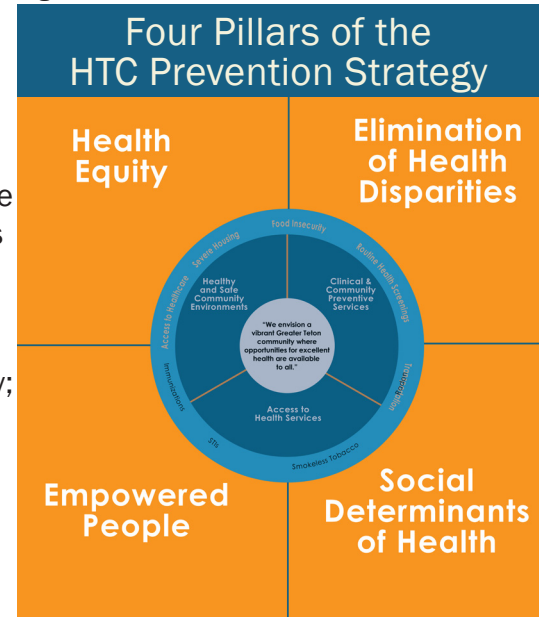 Four Pillars of the
HTC Prevention Strategy
Health
Equity
Elimination
of Health
Disparities
Access to Healthcare
Severe Housing
Food Insecurity
Routine Health Screenings
Transportation
Smokeless Tobacco
STIs
Immunizations
Healthy
and Safe
Community
Environments
Clinical &
Community
Preventive
Services
"We envision a
vibrant Greater Teton
community where
opportunities for excellent
health are available
to all."
Access to
Health Services
Empowered
People
Social
Determinants
of Health